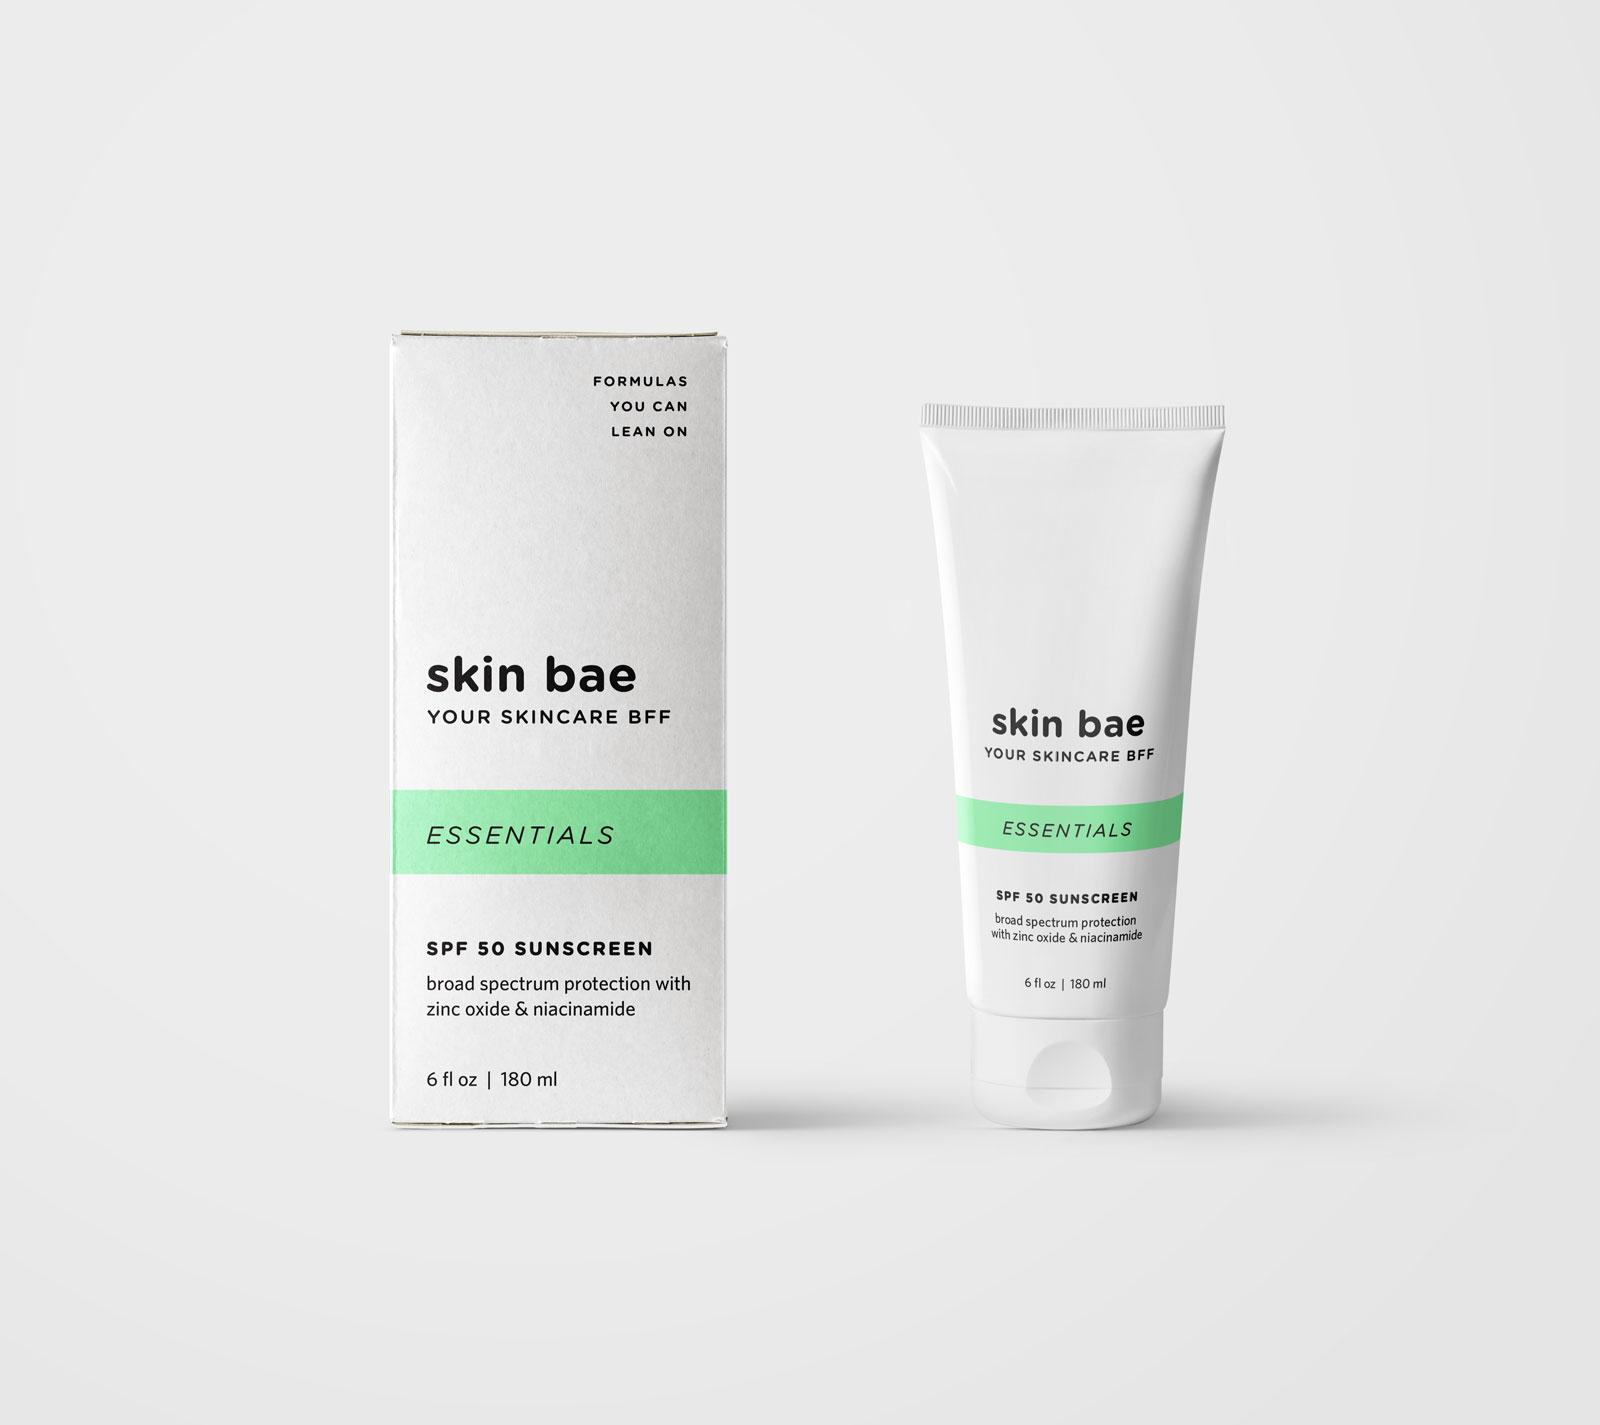 FORMULAS
YOU CAN
LEAN ON
skin bae
YOUR SKINCARE BFF
ESSENTIALS
SPF 50 SUNSCREEN
broad spectrum protection with
zinc oxide & niacinamide
6 fl oz | 180 ml
skin bae
YOUR SKINCARE BFF
ESSENTIALS
SPF 50 SUNSCREEN
broad spectrum protection
with zinc oxide & niacinamide
6 fl oz | 180 ml